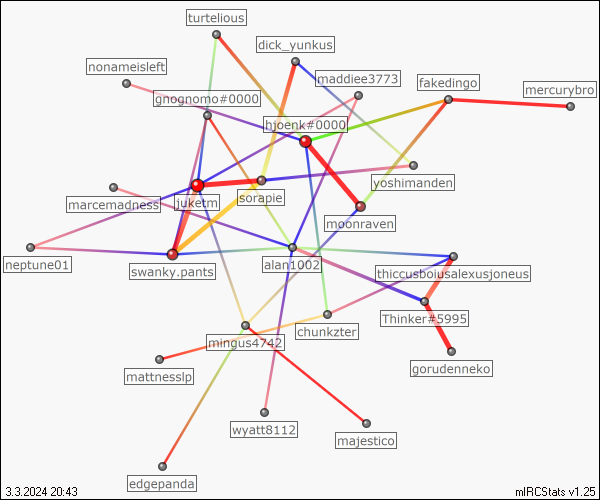 turtelious
dick_yunkus
nonameisleft
maddiee3773
fakedingo
mercurybro
gnognomo#0000
hjoenk#0000
yoshimanden
marcemadness
juketm
sorapie
moonraven
neptune01
swanky.pants
alan1002
thiccusboiusalexusjoneus
Thinker#5995
chunkzter
mingus4742
gorudenneko
mattnesslp
wyatt8112
majestico
edgepanda
3.3.2024 20:43
mIRCStats v1.25